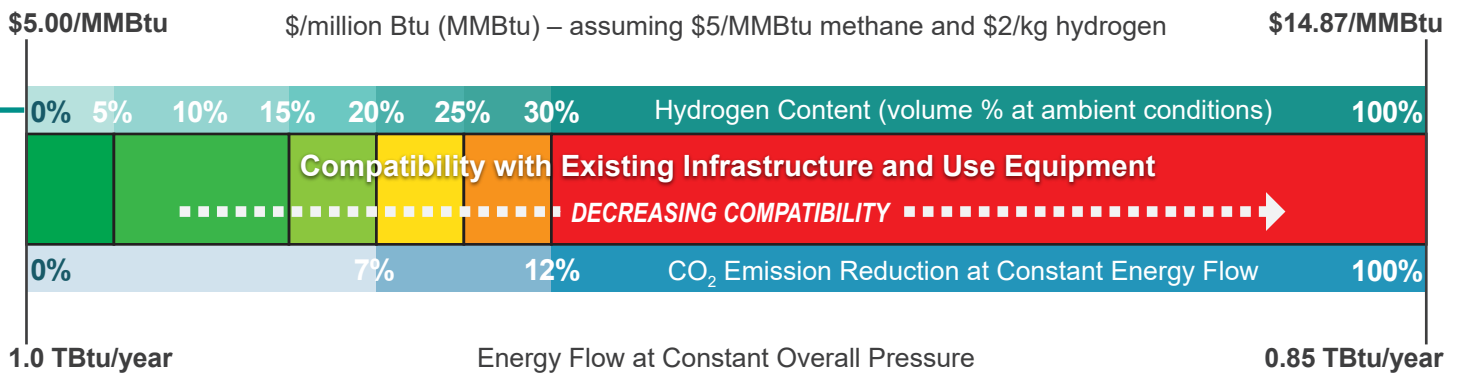 $5.00/MMBtu $/million Btu (MMBtu) – assuming $5/MMBtu methane and $2/kg hydrogen $14.87/MMBtu
0% 5% 10% 15% 20% 25% 30% Hydrogen Content (volume % at ambient conditions) 100%
Compatibility with Existing Infrastructure and Use Equipment
DECREASING COMPATIBILITY
0% 7% 12% CO₂ Emission Reduction at Constant Energy Flow 100%
1.0 TBtu/year Energy Flow at Constant Overall Pressure 0.85 TBtu/year